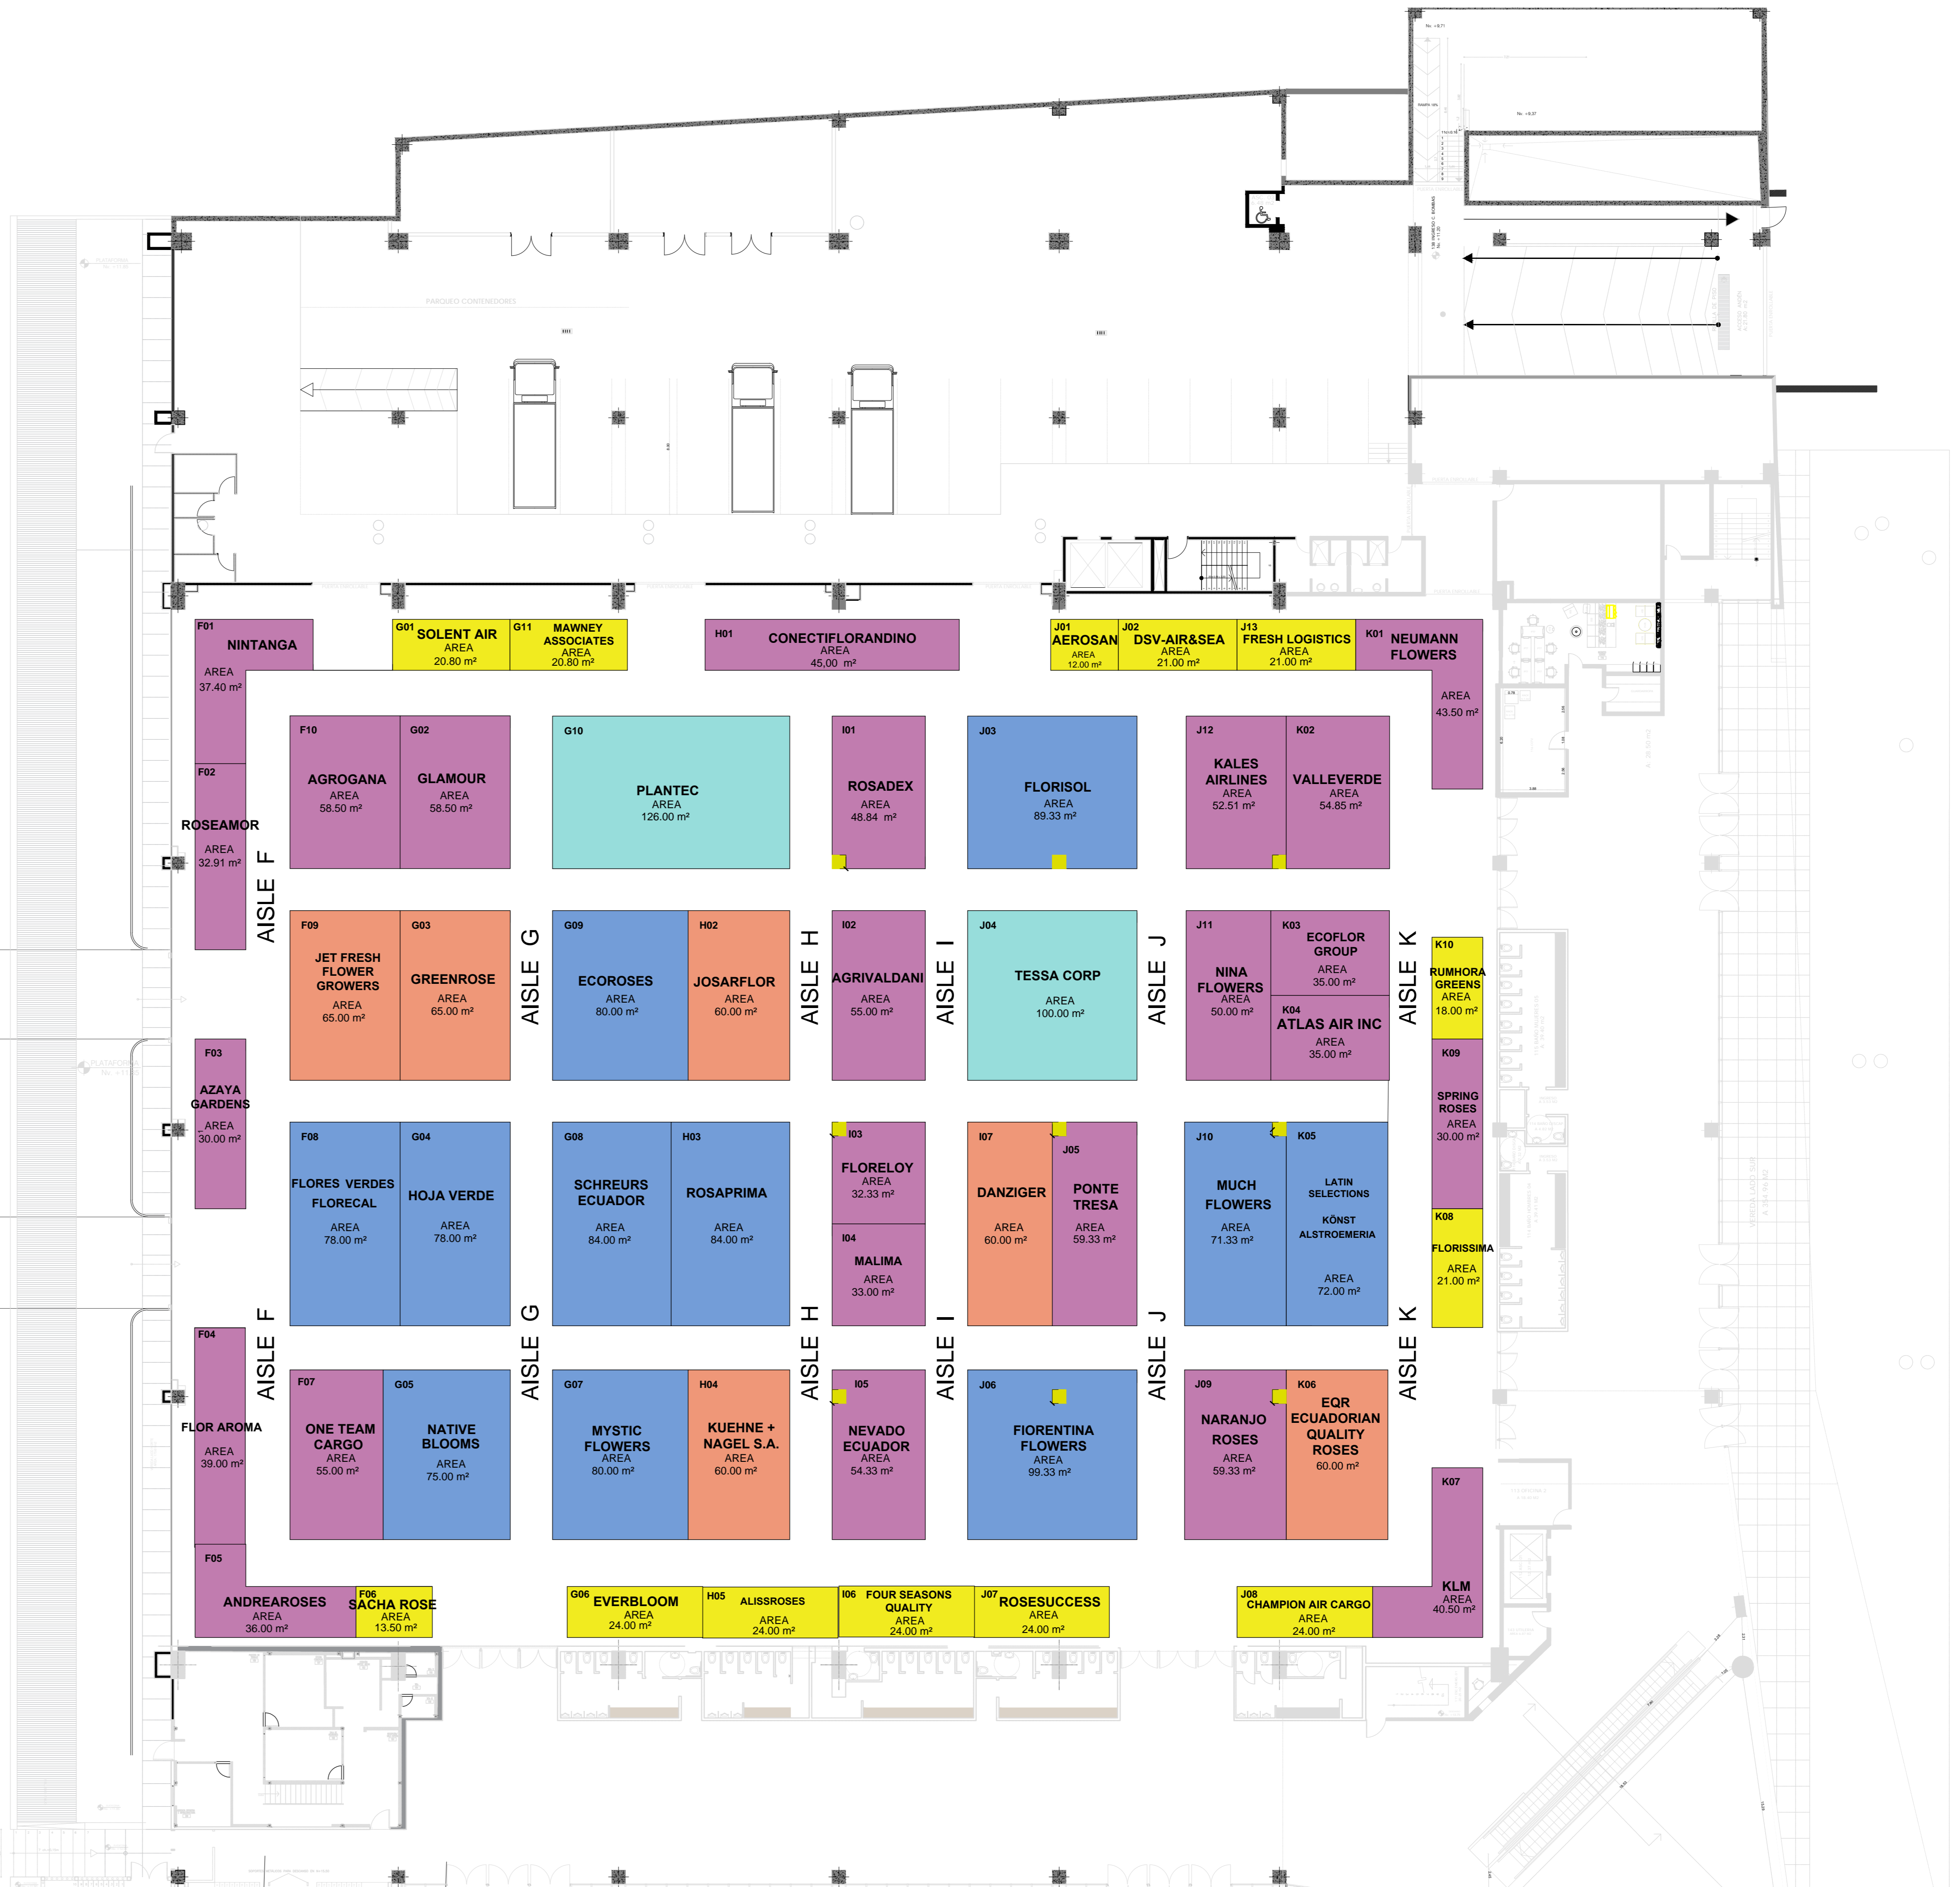 No. +9,71
RAMPA 18%
No. +9,37
1:98 INGRESO C. BOMBAS
No. +11.20
PLATAFORMA
PARQUEO CONTENEDORES
F01
NINTANGA
AREA
37.40 m²
G01
SOLENT AIR
AREA
20.80 m²
G11
MAWNEY
ASSOCIATES
AREA
20.80 m²
H01
CONECTIFLORANDINO
AREA
45,00 m²
J01
AEROSAN
AREA
12.00 m²
J02
DSV-AIR&SEA
AREA
21.00 m²
J13
FRESH LOGISTICS
AREA
21.00 m²
K01
NEUMANN
FLOWERS
AREA
43.50 m²
F02
ROSEAMOR
AREA
32.91 m²
F10
AGROGANA
AREA
58.50 m²
G02
GLAMOUR
AREA
58.50 m²
G10
PLANTEC
AREA
126.00 m²
I01
ROSADEX
AREA
48.84 m²
J03
FLORISOL
AREA
89.33 m²
J12
KALES
AIRLINES
AREA
52.51 m²
K02
VALLEVERDE
AREA
54.85 m²
AISLE F
AISLE G
AISLE H
AISLE I
AISLE J
AISLE K
F09
JET FRESH
FLOWER
GROWERS
AREA
65.00 m²
G03
GREENROSE
AREA
65.00 m²
G09
ECOROSES
AREA
80.00 m²
H02
JOSARFLOR
AREA
60.00 m²
I02
AGRIVALDANI
AREA
55.00 m²
J04
TESSA CORP
AREA
100.00 m²
J11
NINA
FLOWERS
AREA
50.00 m²
K03
ECOFLOR
GROUP
AREA
35.00 m²
K04
ATLAS AIR INC
AREA
35.00 m²
K10
RUMHORA
GREENS
AREA
18.00 m²
PLATAFORMA
F03
AZAYA
GARDENS
AREA
30.00 m²
K09
SPRING
ROSES
AREA
30.00 m²
F08
FLORES VERDES
FLORECAL
AREA
78.00 m²
G04
HOJA VERDE
AREA
78.00 m²
G08
SCHREURS
ECUADOR
AREA
84.00 m²
H03
ROSAPRIMA
AREA
84.00 m²
I03
FLORELOY
AREA
32.33 m²
I04
MALIMA
AREA
33.00 m²
I07
DANZIGER
AREA
60.00 m²
J05
PONTE
TRESA
AREA
59.33 m²
J10
MUCH
FLOWERS
AREA
71.33 m²
K05
LATIN
SELECTIONS
KÖNST
ALSTROEMERIA
AREA
72.00 m²
K08
FLORISSIMA
AREA
21.00 m²
AISLE F
AISLE G
AISLE H
AISLE I
AISLE J
AISLE K
F04
FLOR AROMA
AREA
39.00 m²
F07
ONE TEAM
CARGO
AREA
55.00 m²
G05
NATIVE
BLOOMS
AREA
75.00 m²
G07
MYSTIC
FLOWERS
AREA
80.00 m²
H04
KUEHNE +
NAGEL S.A.
AREA
60.00 m²
I05
NEVADO
ECUADOR
AREA
54.33 m²
J06
FIORENTINA
FLOWERS
AREA
99.33 m²
J09
NARANJO
ROSES
AREA
59.33 m²
K06
EQR
ECUADORIAN
QUALITY
ROSES
AREA
60.00 m²
K07
KLM
AREA
40.50 m²
F05
ANDREAROSES
AREA
36.00 m²
F06
SACHA ROSE
AREA
13.50 m²
G06
EVERBLOOM
AREA
24.00 m²
H05
ALISSROSES
AREA
24.00 m²
I06
FOUR SEASONS
QUALITY
AREA
24.00 m²
J07
ROSESUCCESS
AREA
24.00 m²
J08
CHAMPION AIR CARGO
AREA
24.00 m²